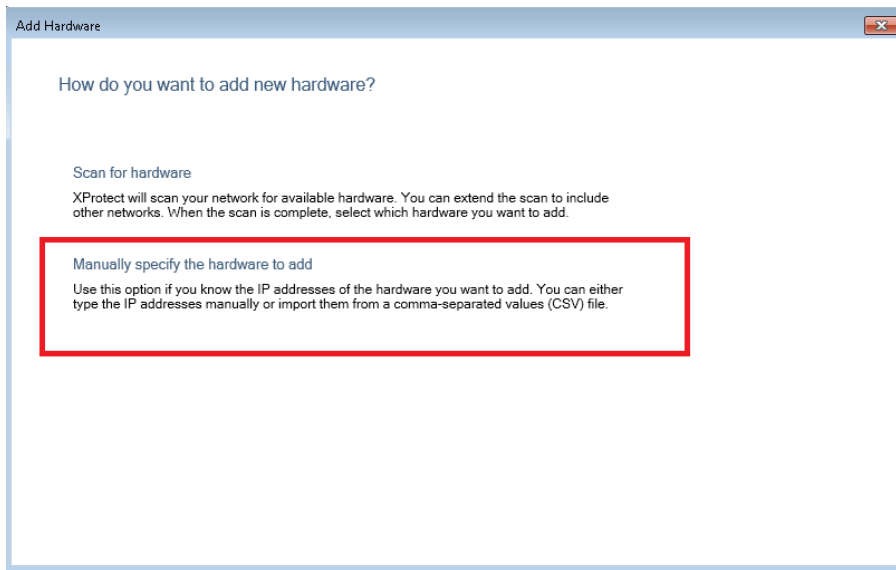 Add Hardware
How do you want to add new hardware?
Scan for hardware
XProtect will scan your network for available hardware. You can extend the scan to include
other networks. When the scan is complete, select which hardware you want to add.
Manually specify the hardware to add
Use this option if you know the IP addresses of the hardware you want to add. You can either
type the IP addresses manually or import them from a comma-separated values (CSV) file.